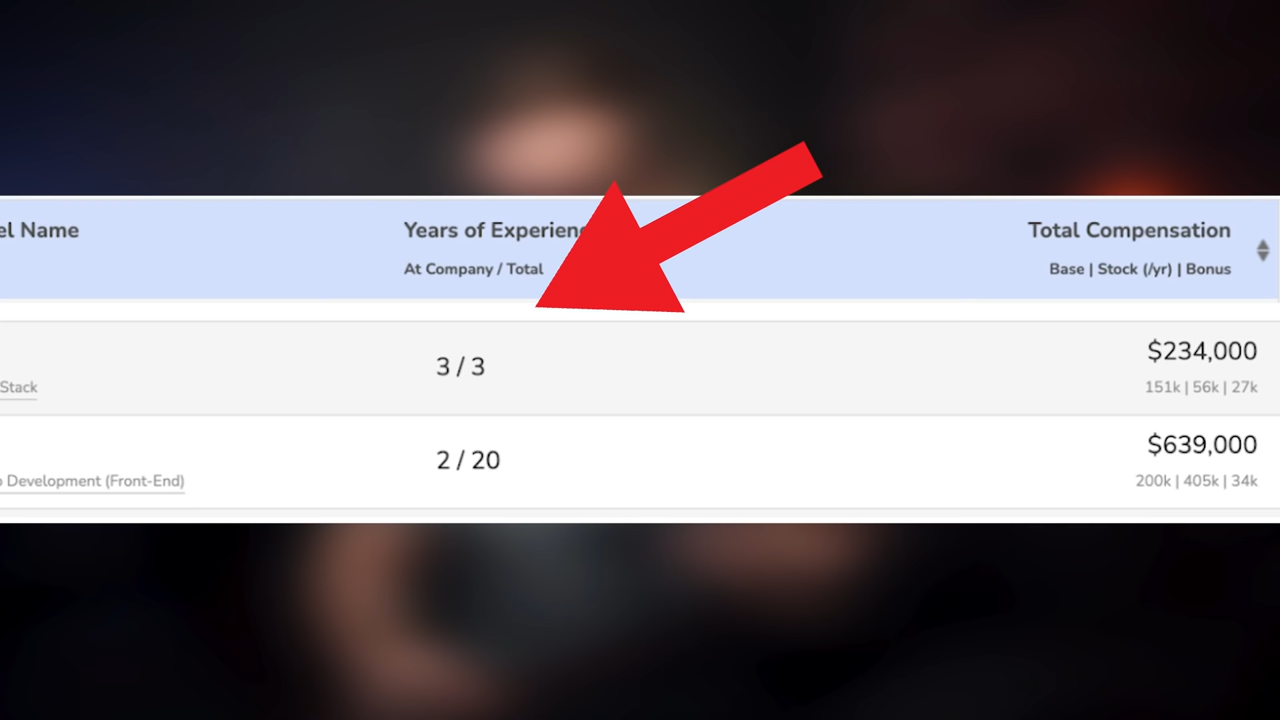 el Name
Years of Experienc
Total Compensation
At Company / Total
Base | Stock (/yr) | Bonus
3 / 3
$234,000
Stack
151k | 56k | 27k
2 / 20
$639,000
Development (Front-End)
200k | 405k | 34k